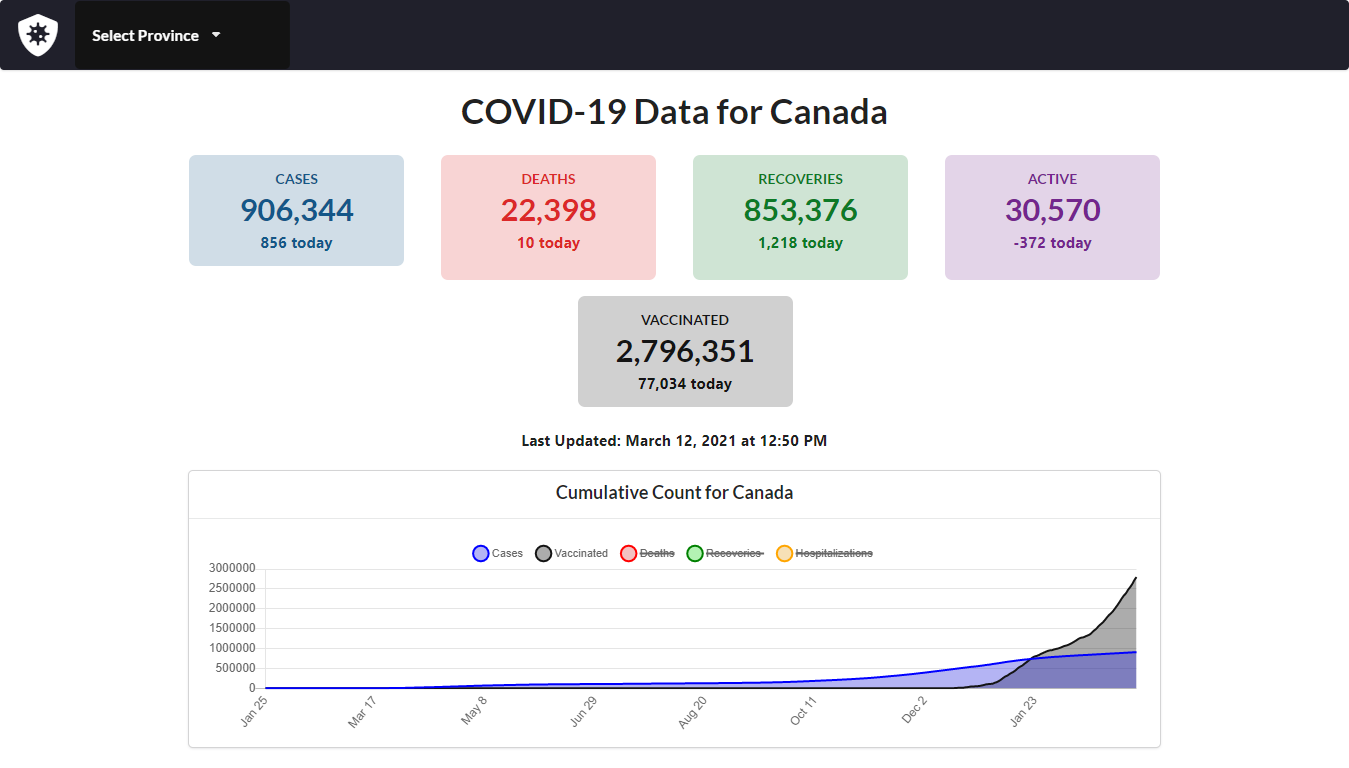 Select Province
COVID-19 Data for Canada
CASES
906,344
856 today
DEATHS
22,398
10 today
RECOVERIES
853,376
1,218 today
ACTIVE
30,570
-372 today
VACCINATED
2,796,351
77,034 today
Last Updated: March 12, 2021 at 12:50 PM
Cumulative Count for Canada
Cases Vaccinated Deaths Recoveries Hospitalizations
3000000
2500000
2000000
1500000
1000000
500000
0
Jan 25 Mar 17 May 8 Jun 29 Aug 20 Oct 11 Dec 2 Jan 23